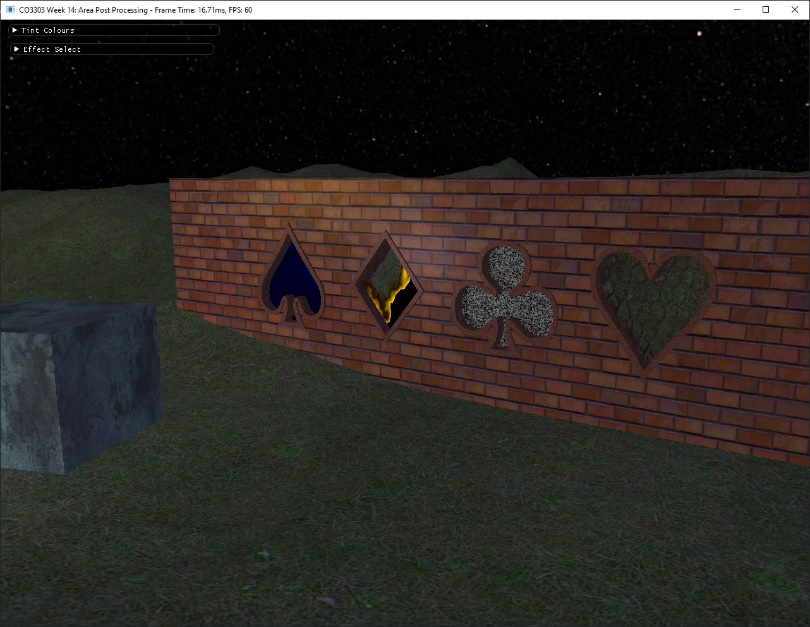 CO3303 Week 14: Area Post Processing - Frame Time: 16.71ms, FPS: 60
Tint Colours
Effect Select